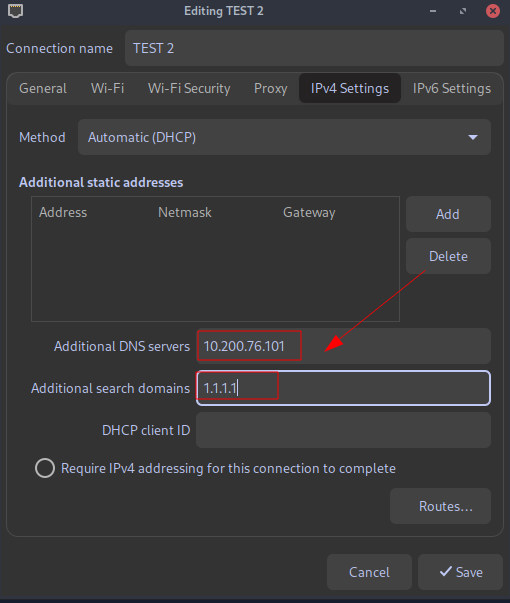 Editing TEST 2
Connection name TEST 2
General Wi-Fi Wi-Fi Security Proxy IPv4 Settings IPv6 Settings
Method Automatic (DHCP)
Additional static addresses
Address Netmask Gateway
Add
Delete
Additional DNS servers 10.200.76.101
Additional search domains 1.1.1.1
DHCP client ID
Require IPv4 addressing for this connection to complete
Routes...
Cancel Save